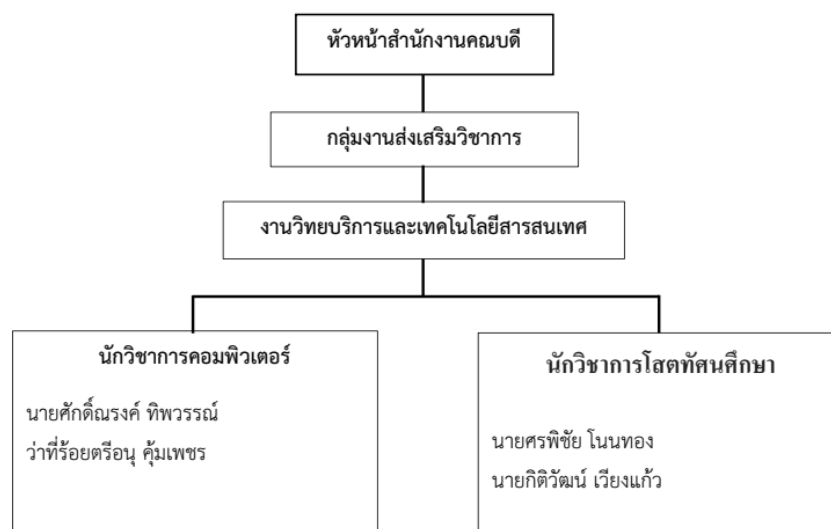 หัวหน้าสำนักงานคณบดี
กลุ่มงานส่งเสริมวิชาการ
งานวิทยบริการและเทคโนโลยีสารสนเทศ
นักวิชาการคอมพิวเตอร์
นายศักดิ์ณรงค์ ทิพวรรณ์
ว่าที่ร้อยตรีอนุ คุ้มเพชร
นักวิชาการโสตทัศนศึกษา
นายศรพิชัย โนนทอง
นายกิติวัฒน์ เวียงแก้ว